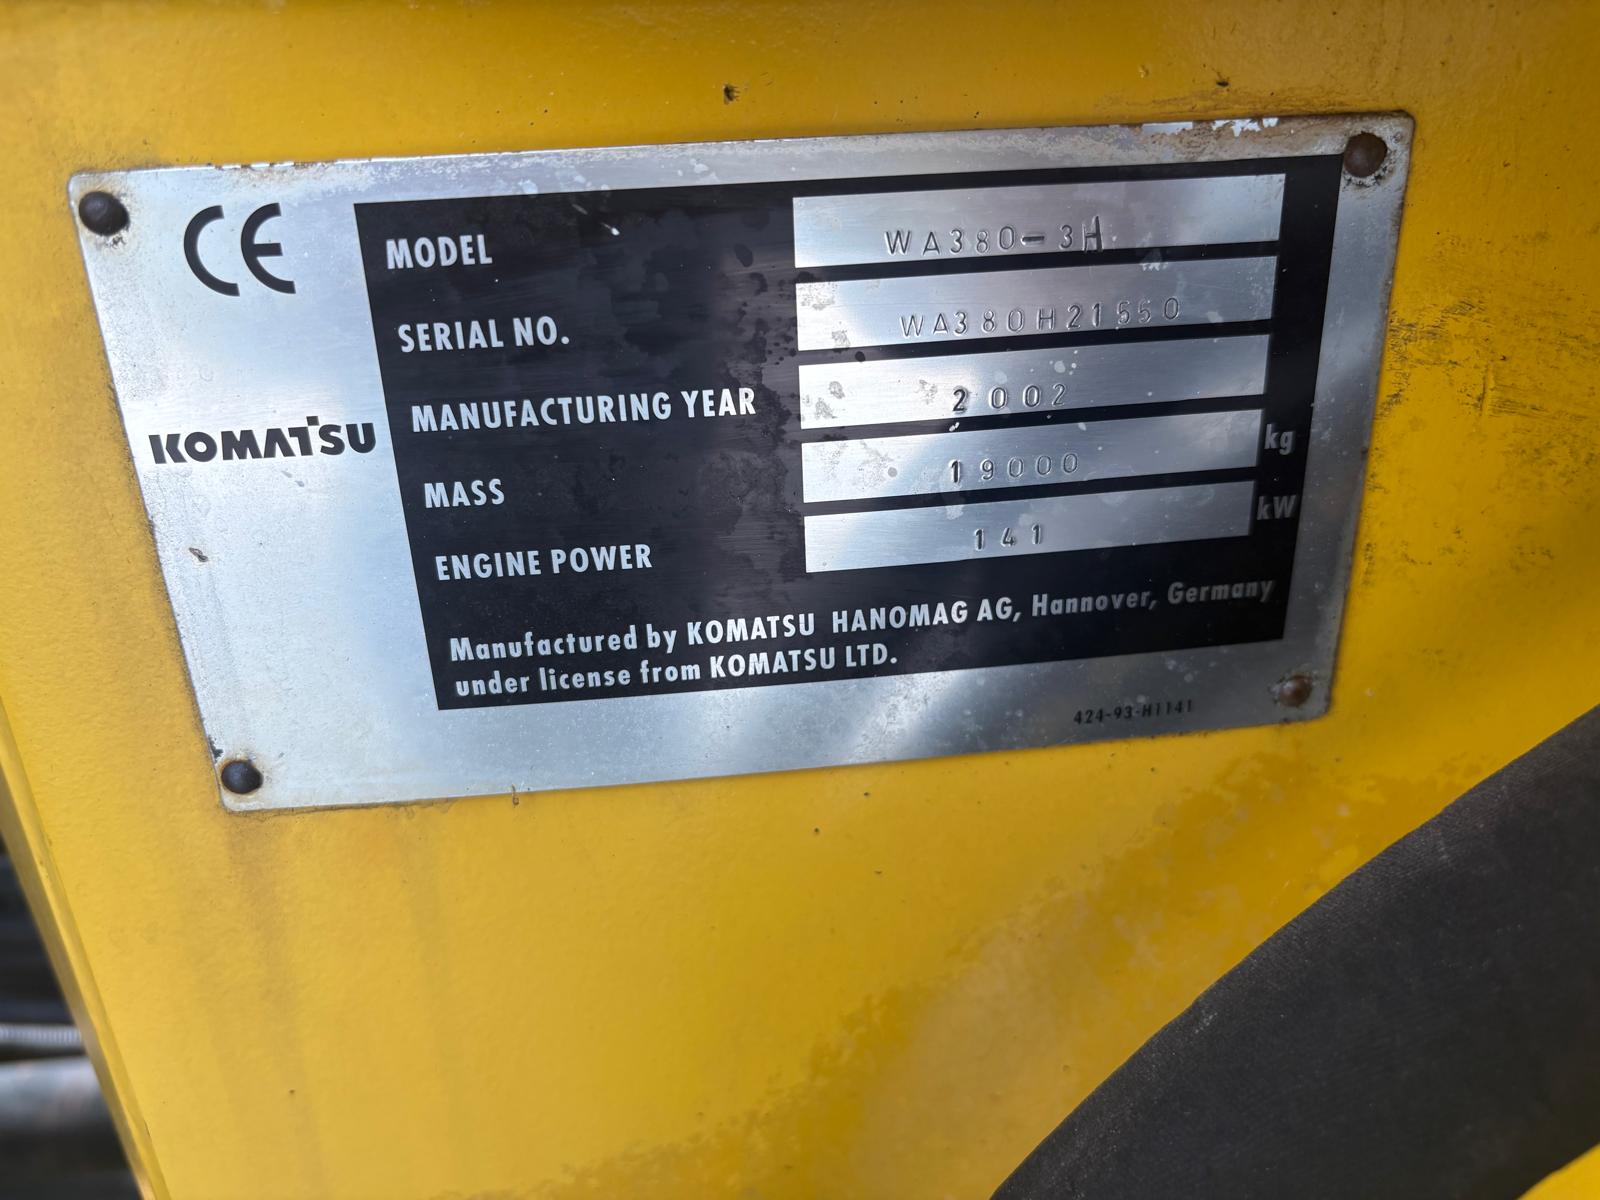 CE
KOMATSU
MODEL WA380-3H
SERIAL NO. WA380H21550
MANUFACTURING YEAR 2002
MASS 19000 kg
ENGINE POWER 141 kW
Manufactured by KOMATSU HANOMAG AG, Hannover, Germany
under license from KOMATSU LTD.
424-93-H1141